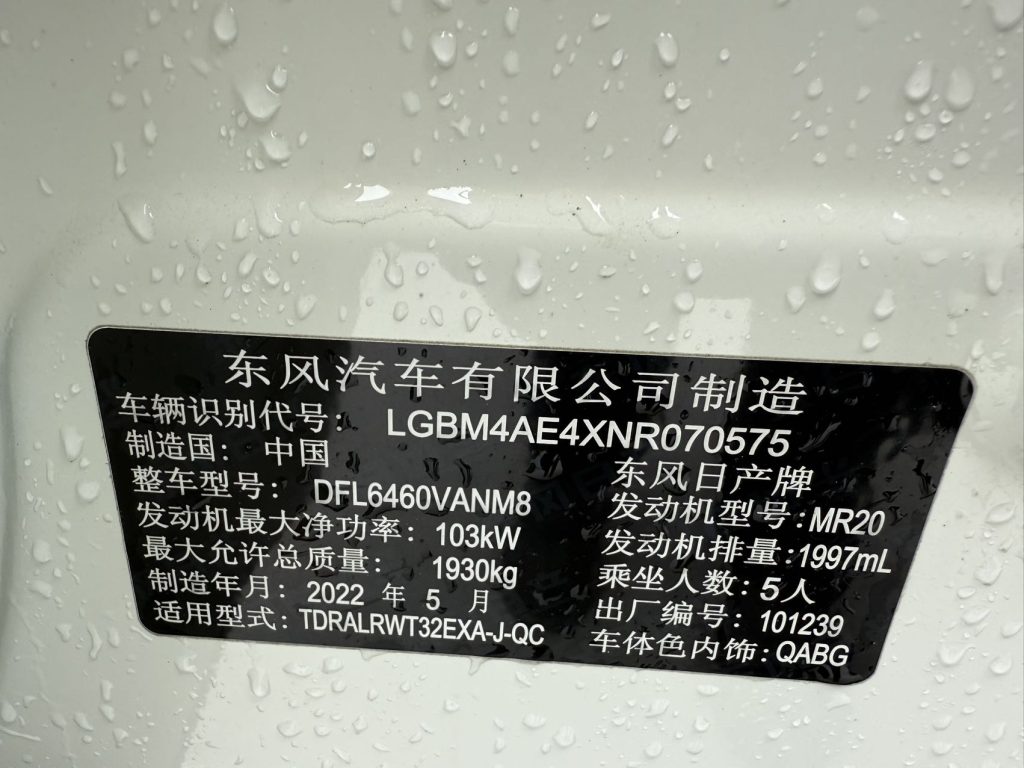 东风汽车有限公司制造
车辆识别代号: LGBM4AE4XNR070575
制造国: 中国 东风日产牌
整车型号: DFL6460VANM8 发动机型号: MR20
发动机最大净功率: 103kW 发动机排量: 1997mL
最大允许总质量: 1930kg 乘坐人数: 5人
制造年月: 2022 年 5 月 出厂编号: 101239
适用型式: TDRALRWT32EXA-J-QC 车体色内饰: QABG